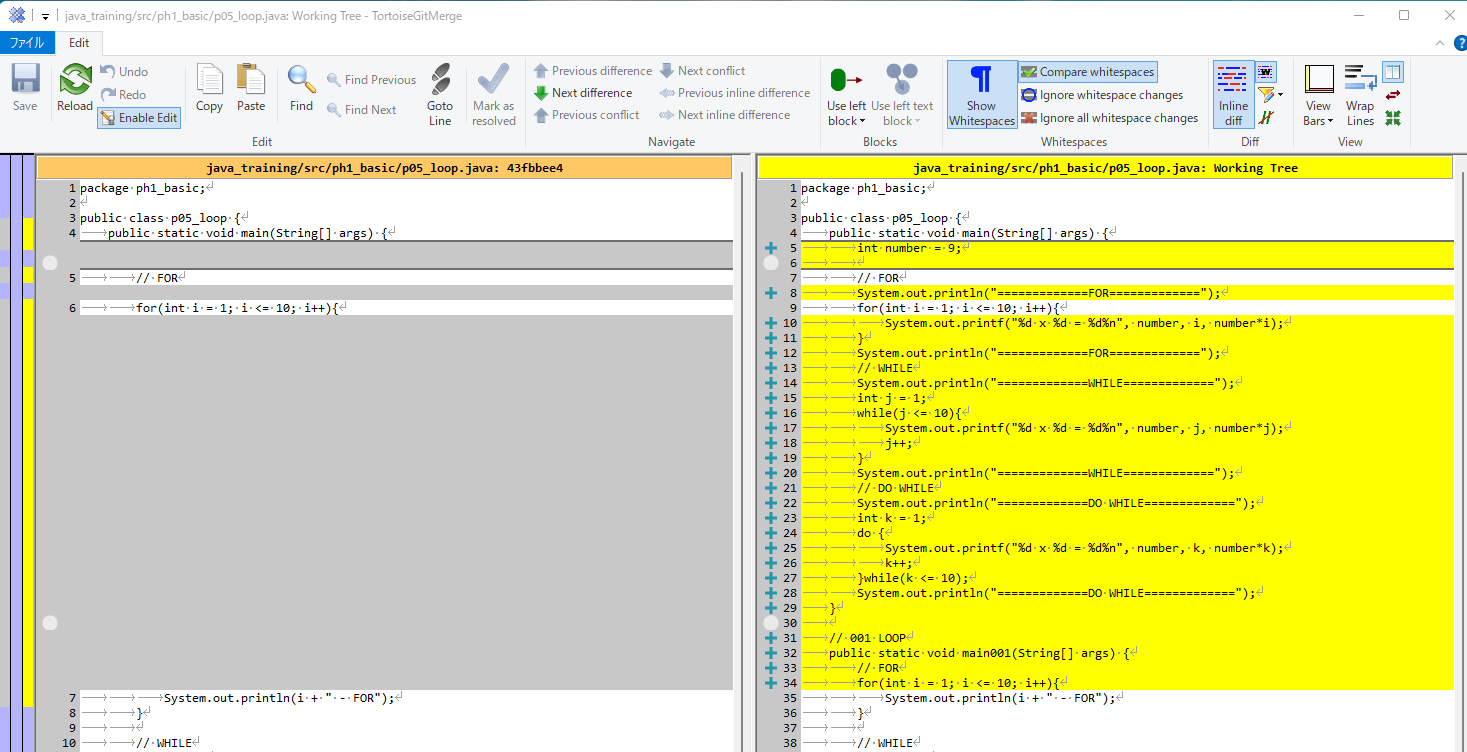 java_training/src/ph1_basic/p05_loop.java: Working Tree - TortoiseGitMerge
ファイル
Edit
Save
Reload
Undo
Redo
Enable Edit
Copy
Paste
Find
Find Previous
Find Next
Goto
Line
Mark as
resolved
Edit
Previous difference
Next difference
Previous conflict
Next conflict
Previous inline difference
Next inline difference
Navigate
Use left
block
Use left text
block
Blocks
Show
Whitespaces
Compare whitespaces
Ignore whitespace changes
Ignore all whitespace changes
Whitespaces
Inline
diff
Diff
View
Bars
Wrap
Lines
View
java_training/src/ph1_basic/p05_loop.java: 43fbbee4
1 package ph1_basic;
2
3 public class p05_loop {
4 public static void main(String[] args) {
5 // FOR
6 for(int i = 1; i <= 10; i++){
7 System.out.println(i + " - FOR");
8 }
9
10 // WHILE
java_training/src/ph1_basic/p05_loop.java: Working Tree
1 package ph1_basic;
2
3 public class p05_loop {
4 public static void main(String[] args) {
5 int number = 9;
6
7 // FOR
8 System.out.println("=============FOR=============");
9 for(int i = 1; i <= 10; i++){
10 System.out.printf("%d x %d = %d%n", number, i, number*i);
11 }
12 System.out.println("=============FOR=============");
13 // WHILE
14 System.out.println("=============WHILE=============");
15 int j = 1;
16 while(j <= 10){
17 System.out.printf("%d x %d = %d%n", number, j, number*j);
18 j++;
19 }
20 System.out.println("=============WHILE=============");
21 // DO WHILE
22 System.out.println("=============DO WHILE=============");
23 int k = 1;
24 do {
25 System.out.printf("%d x %d = %d%n", number, k, number*k);
26 k++;
27 }while(k <= 10);
28 System.out.println("=============DO WHILE=============");
29 }
30
31 // 001 LOOP
32 public static void main001(String[] args) {
33 // FOR
34 for(int i = 1; i <= 10; i++){
35 System.out.println(i + " - FOR");
36 }
37
38 // WHILE